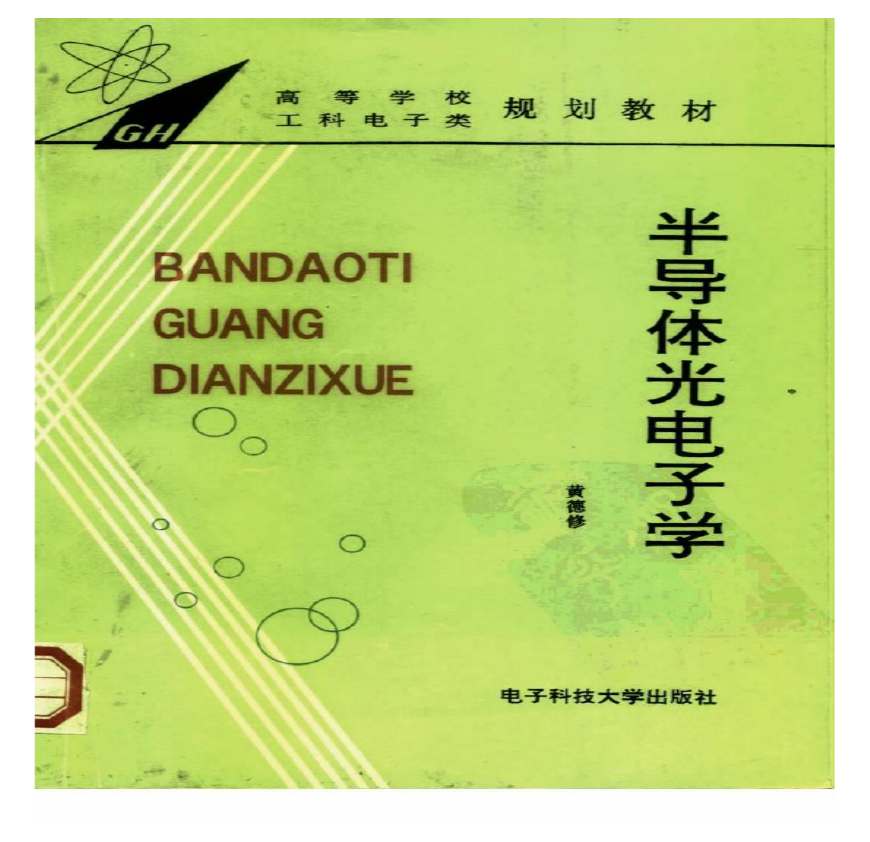 GH
高等学校
工科电子类
规划教材
半导体光电子学
BANDAOTI
GUANG
DIANZIXUE
黄德修
电子科技大学出版社